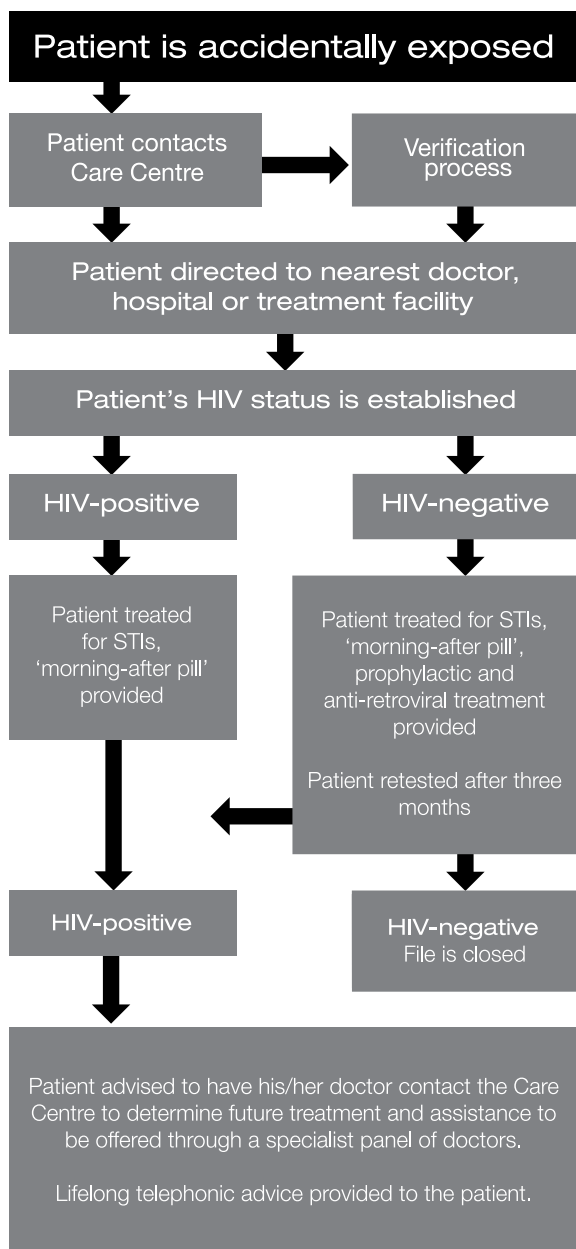 Patient is accidentally exposed
Patient contacts
Care Centre
Verification
process
Patient directed to nearest doctor,
hospital or treatment facility
Patient’s HIV status is established
HIV-positive
HIV-negative
Patient treated
for STIs,
‘morning-after pill’
provided
Patient treated for STIs,
‘morning-after pill’,
prophylactic and
anti-retroviral treatment
provided
Patient retested after three
months
HIV-positive
HIV-negative
File is closed
Patient advised to have his/her doctor contact the Care
Centre to determine future treatment and assistance to
be offered through a specialist panel of doctors.
Lifelong telephonic advice provided to the patient.